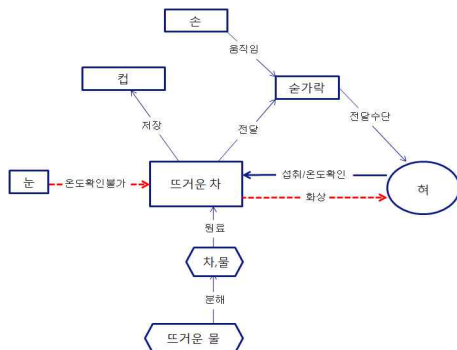 손
움직임
컵
숟가락
저장
전달
전달수단
눈
온도확인불가
뜨거운 차
섭취/온도확인
화상
혀
원료
차,물
분해
뜨거운 물